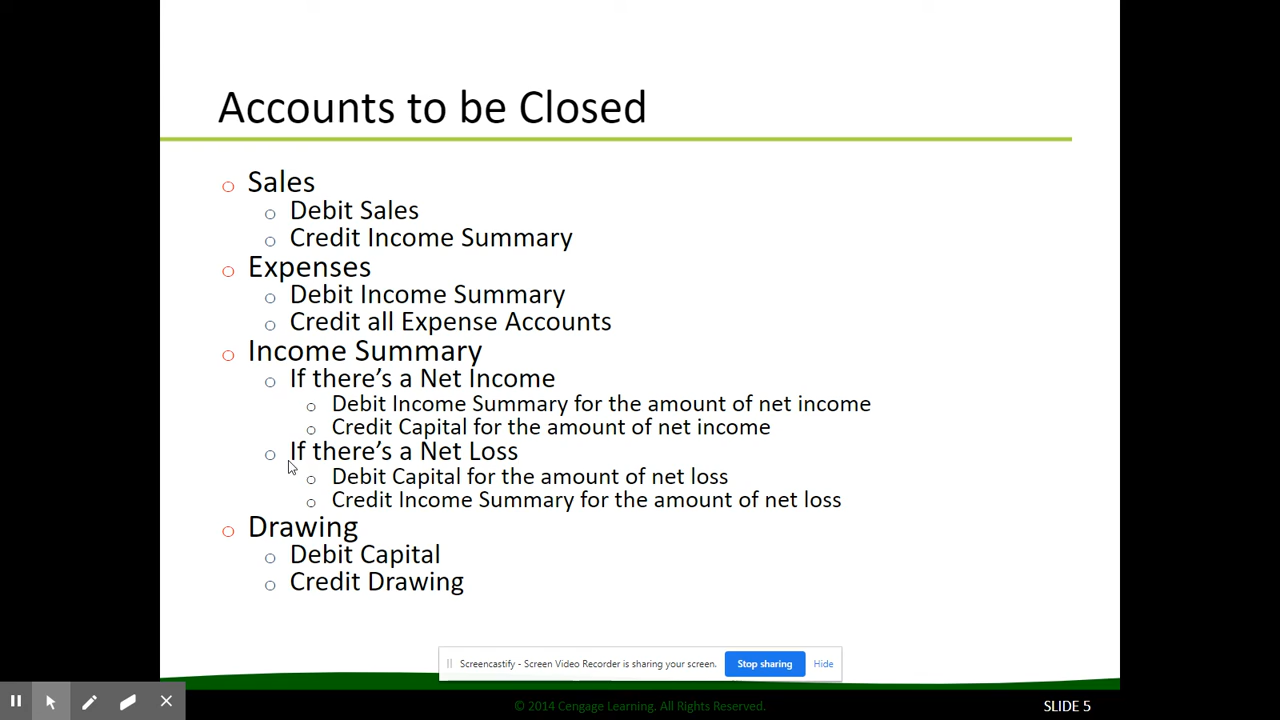 Accounts to be Closed
Sales
Debit Sales
Credit Income Summary
Expenses
Debit Income Summary
Credit all Expense Accounts
Income Summary
If there’s a Net Income
Debit Income Summary for the amount of net income
Credit Capital for the amount of net income
If there’s a Net Loss
Debit Capital for the amount of net loss
Credit Income Summary for the amount of net loss
Drawing
Debit Capital
Credit Drawing
Screencastify - Screen Video Recorder is sharing your screen. Stop sharing Hide
© 2014 Cengage Learning. All Rights Reserved. SLIDE 5